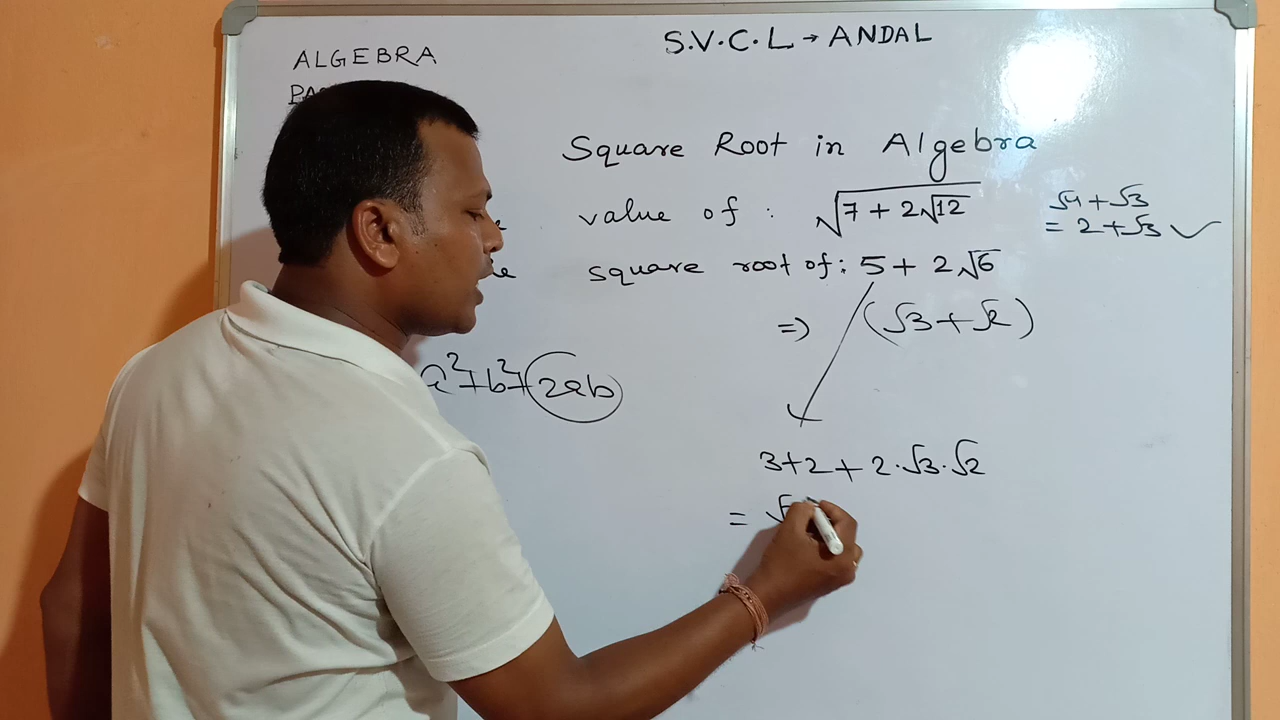 S.V.C.L → ANDAL
ALGEBRA
Square Root in Algebra
value of : √7 + 2√12
√4 + √3
= 2 + √3 ✓
square root of : 5 + 2√6
=> (√3 + √2)
a²+b²+2ab
3+2 + 2·√3·√2
= √